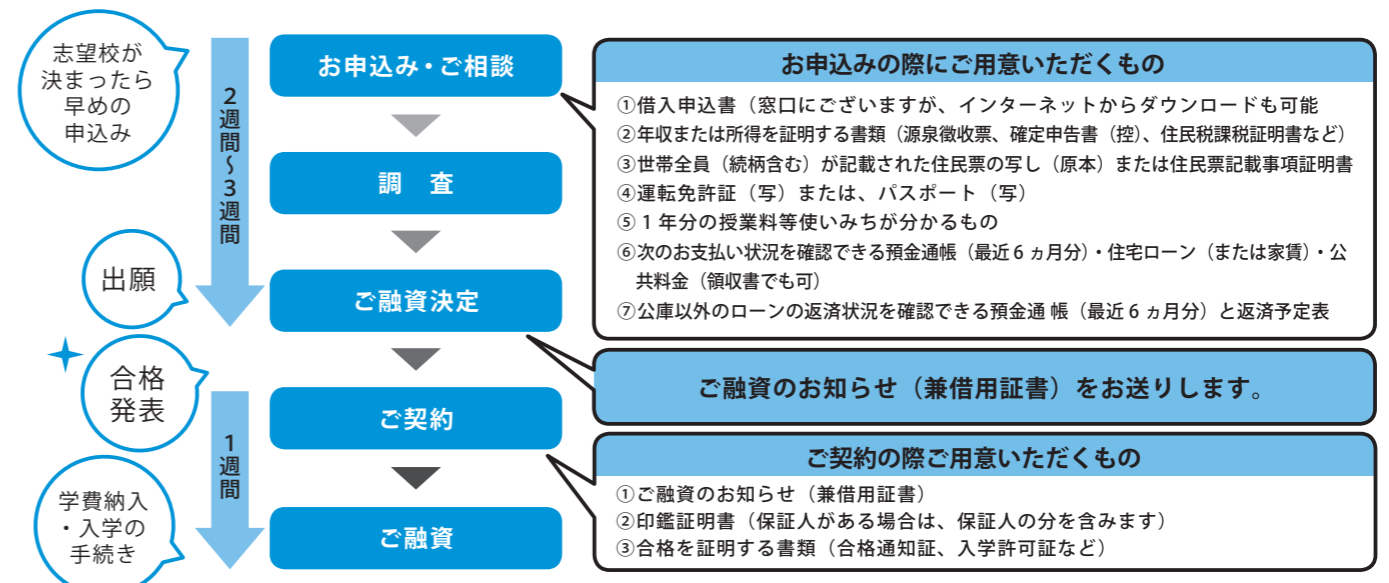 志望校が
決まったら
早めの
申込み
2週間～3週間
お申込み・ご相談
調 査
出願
ご融資決定
合格
発表
1週間
ご契約
学費納入
・入学の
手続き
ご融資
お申込みの際にご用意いただくもの
①借入申込書（窓口にございますが、インターネットからダウンロードも可能
②年収または所得を証明する書類（源泉徴収票、確定申告書（控）、住民税課税証明書など）
③世帯全員（続柄含む）が記載された住民票の写し（原本）または住民票記載事項証明書
④運転免許証（写）または、パスポート（写）
⑤１年分の授業料等使いみちが分かるもの
⑥次のお支払い状況を確認できる預金通帳（最近６ヵ月分）・住宅ローン（または家賃）・公
共料金（領収書でも可）
⑦公庫以外のローンの返済状況を確認できる預金通 帳（最近６ヵ月分）と返済予定表
ご融資のお知らせ（兼借用証書）をお送りします。
ご契約の際ご用意いただくもの
①ご融資のお知らせ（兼借用証書）
②印鑑証明書（保証人がある場合は、保証人の分を含みます）
③合格を証明する書類（合格通知証、入学許可証など）